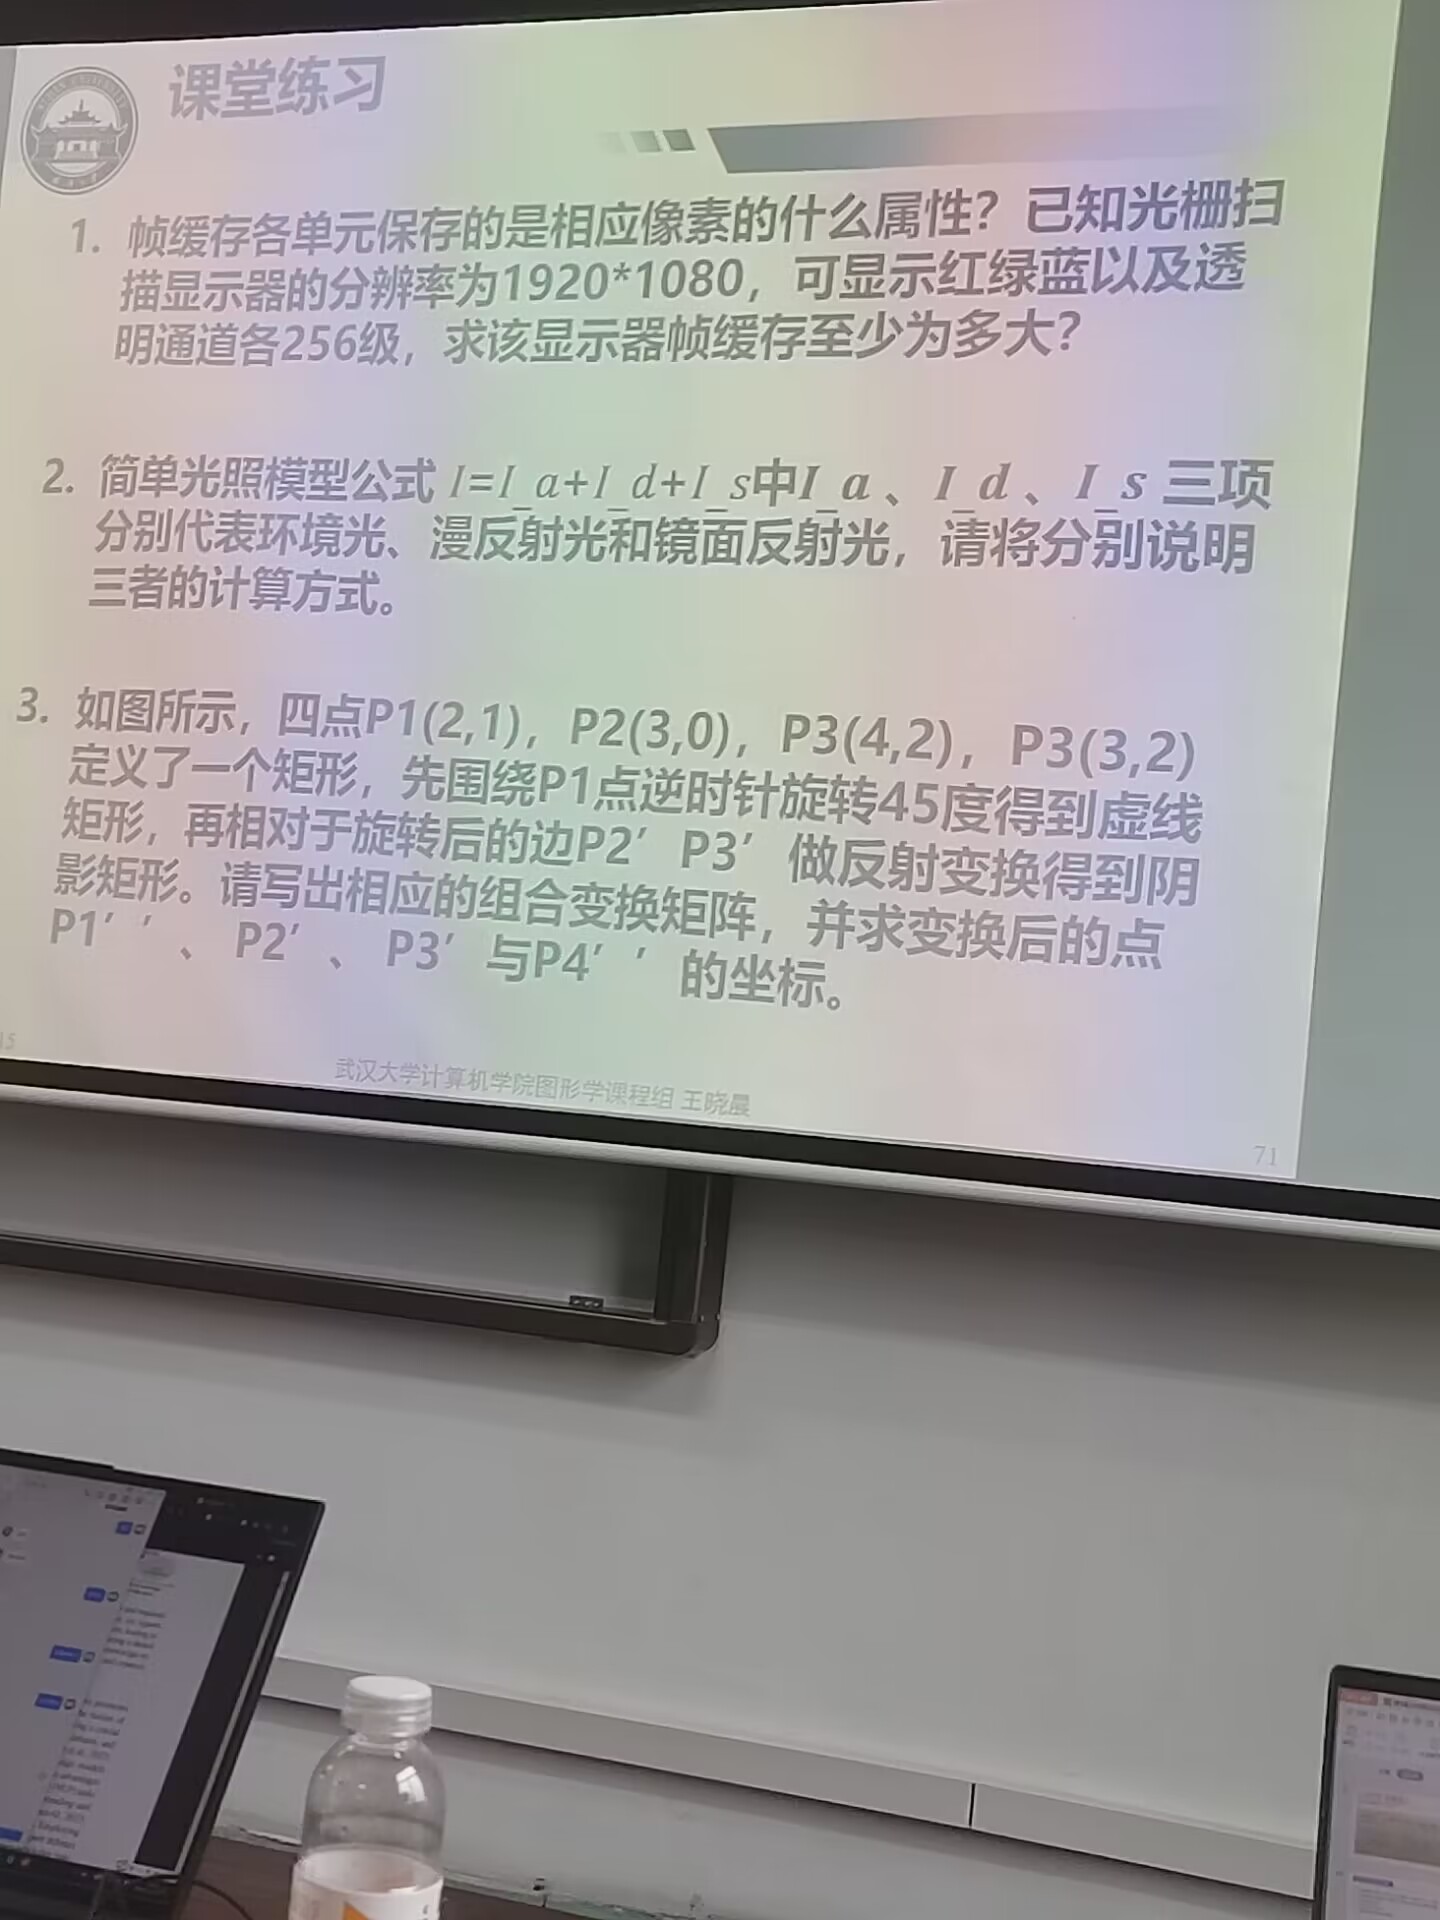 课堂练习
1. 帧缓存各单元保存的是相应像素的什么属性？已知光栅扫
描显示器的分辨率为1920*1080，可显示红绿蓝以及透
明通道各256级，求该显示器帧缓存至少为多大？
2. 简单光照模型公式 I=I_a+I_d+I_s中I_a、I_d、I_s 三项
分别代表环境光、漫反射光和镜面反射光，请将分别说明
三者的计算方式。
3. 如图所示，四点P1(2,1)，P2(3,0)，P3(4,2)，P3(3,2)
定义了一个矩形，先围绕P1点逆时针旋转45度得到虚线
矩形，再相对于旋转后的边P2′ P3′ 做反射变换得到阴
影矩形。请写出相应的组合变换矩阵，并求变换后的点
P1′ ′ 、P2′ 、P3′ 与P4′ ′ 的坐标。
15
武汉大学计算机学院图形学课程组 王晓晨
71